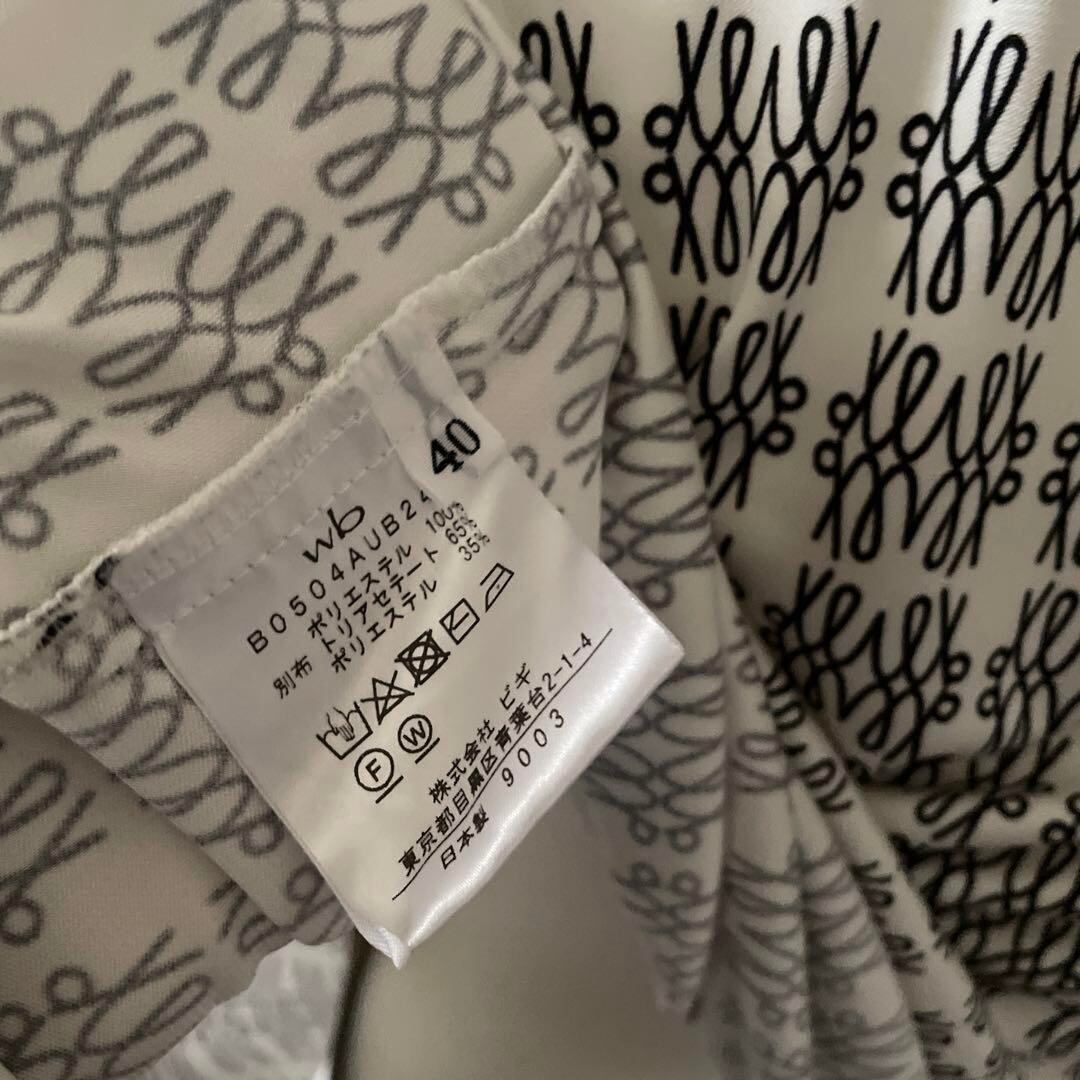 40
wb
B0504AUB24
ポリエステル 100%
別布 トリアセテート 65%
ポリエステル 35%
F W
株式会社 ビギ
東京都目黒区青葉台2-1-4
日本製 9003